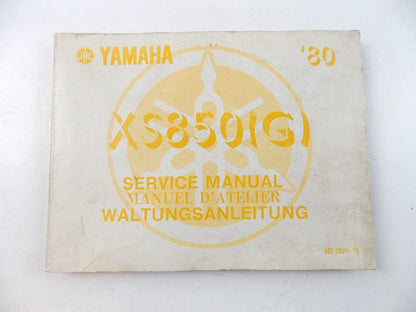 YAMAHA '80
XS850(G)
SERVICE MANUAL
MANUEL D'ATELIER
WALTUNGSANLEITUNG